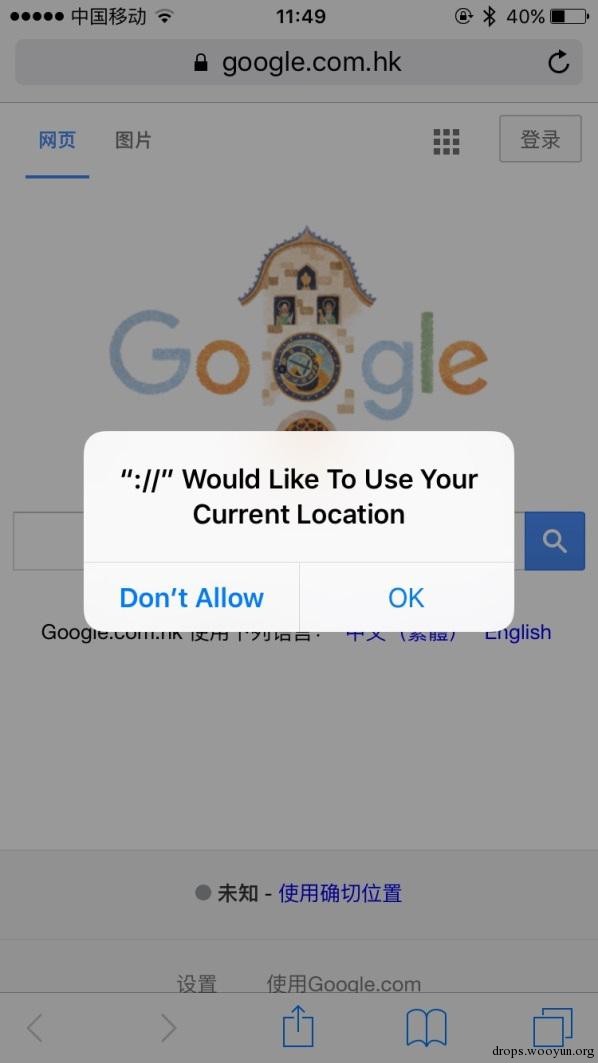 中国移动 11:49 40%
google.com.hk
网页 图片 登录
Google
“://” Would Like To Use Your
Current Location
Don’t Allow OK
Google.com.hk 使用下列语言： 中文（繁體） English
未知 - 使用确切位置
设置 使用Google.com
drops.wooyun.org